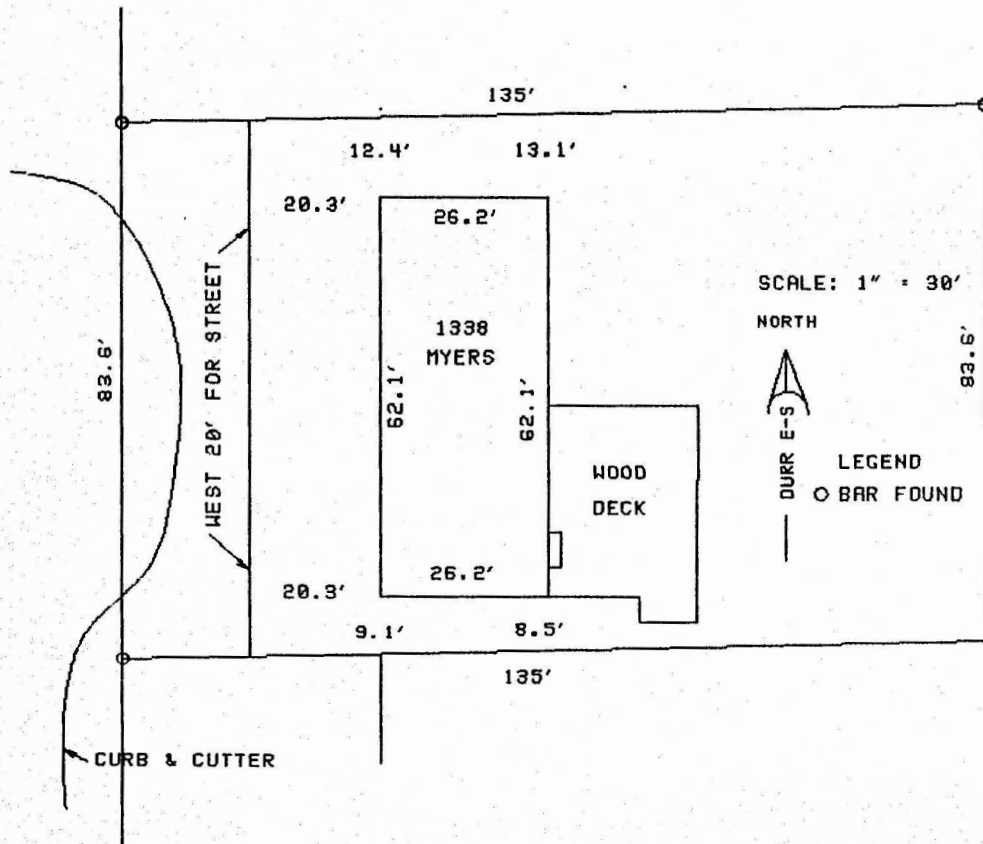 135'
12.4' 13.1'
20.3'
26.2'
SCALE: 1" = 30'
NORTH
1338
MYERS
83.6'
WEST 20' FOR STREET
62.1'
62.1'
83.6'
DURR E-S
WOOD
DECK
LEGEND
BAR FOUND
26.2'
20.3'
9.1' 8.5'
135'
CURB & CUTTER